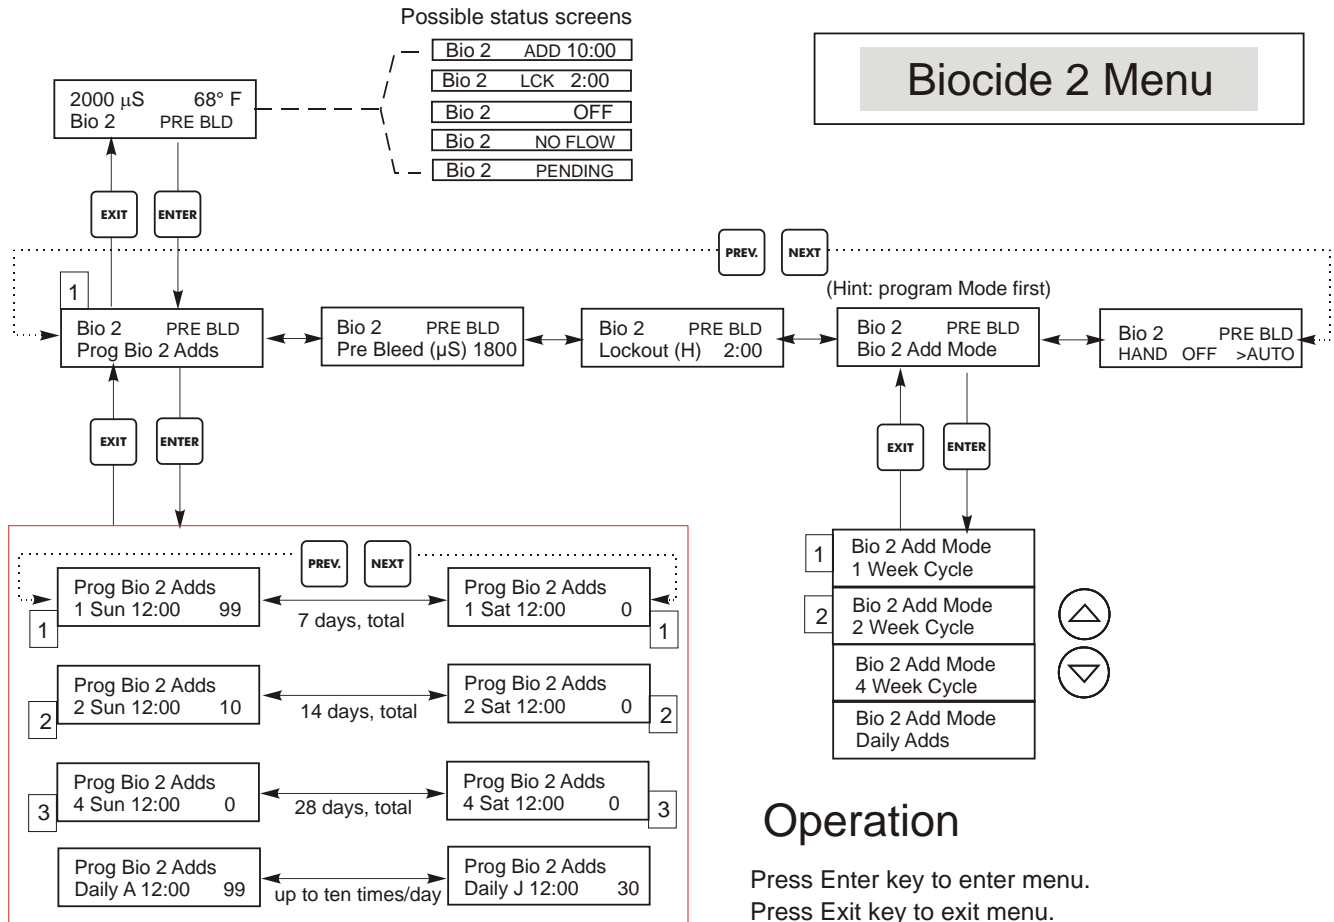 Possible status screens
Bio 2 ADD 10:00
Bio 2 LCK 2:00
Bio 2 OFF
Bio 2 NO FLOW
Bio 2 PENDING
Biocide 2 Menu
2000 µS 68° F
Bio 2 PRE BLD
EXIT ENTER
PREV. NEXT
1
(Hint: program Mode first)
Bio 2 PRE BLD
Prog Bio 2 Adds
Bio 2 PRE BLD
Pre Bleed (µS) 1800
Bio 2 PRE BLD
Lockout (H) 2:00
Bio 2 PRE BLD
Bio 2 Add Mode
Bio 2 PRE BLD
HAND OFF >AUTO
EXIT ENTER
EXIT ENTER
PREV. NEXT
Prog Bio 2 Adds
1 Sun 12:00 99
1
7 days, total
Prog Bio 2 Adds
1 Sat 12:00 0
1
Prog Bio 2 Adds
2 Sun 12:00 10
2
14 days, total
Prog Bio 2 Adds
2 Sat 12:00 0
2
Prog Bio 2 Adds
4 Sun 12:00 0
3
28 days, total
Prog Bio 2 Adds
4 Sat 12:00 0
3
Prog Bio 2 Adds
Daily A 12:00 99
up to ten times/day
Prog Bio 2 Adds
Daily J 12:00 30
1
Bio 2 Add Mode
1 Week Cycle
2
Bio 2 Add Mode
2 Week Cycle
Bio 2 Add Mode
4 Week Cycle
Bio 2 Add Mode
Daily Adds
Operation
Press Enter key to enter menu.
Press Exit key to exit menu.